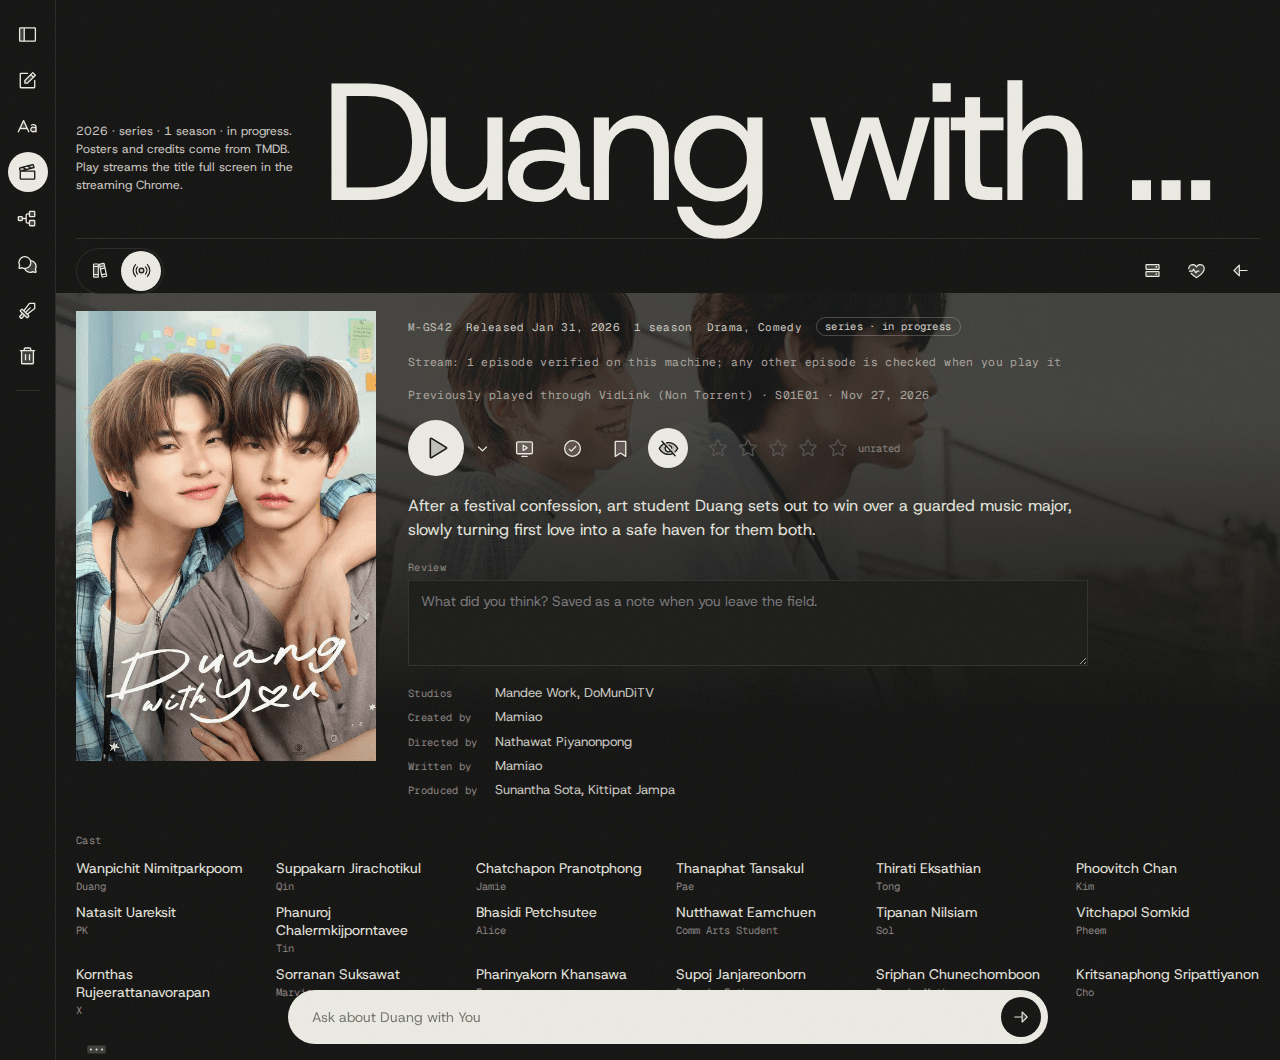 2026 · series · 1 season · in progress.
Posters and credits come from TMDB.
Play streams the title full screen in the
streaming Chrome.
Duang with ...
Aa
M-GS42 Released Jan 31, 2026 1 season Drama, Comedy series · in progress
Stream: 1 episode verified on this machine; any other episode is checked when you play it
Previously played through VidLink (Non Torrent) · S01E01 · Nov 27, 2026
unrated
After a festival confession, art student Duang sets out to win over a guarded music major,
slowly turning first love into a safe haven for them both.
Review
What did you think? Saved as a note when you leave the field.
Duang
with you
Studios Mandee Work, DoMunDiTV
Created by Mamiao
Directed by Nathawat Piyanonpong
Written by Mamiao
Produced by Sunantha Sota, Kittipat Jampa
Cast
Wanpichit Nimitparkpoom Suppakarn Jirachotikul Chatchapon Pranotphong Thanaphat Tansakul Thirati Eksathian Phoovitch Chan
Duang Qin Jamie Pae Tong Kim
Natasit Uareksit Phanuroj Bhasidi Petchsutee Nutthawat Eamchuen Tipanan Nilsiam Vitchapol Somkid
PK Chalermkijporntavee Alice Comm Arts Student Sol Pheem
Tin
Kornthas Sorranan Suksawat Pharinyakorn Khansawa Supoj Janjareonborn Sriphan Chunechomboon Kritsanaphong Sripattiyanon
Rujeerattanavorapan Cho
X
Ask about Duang with You